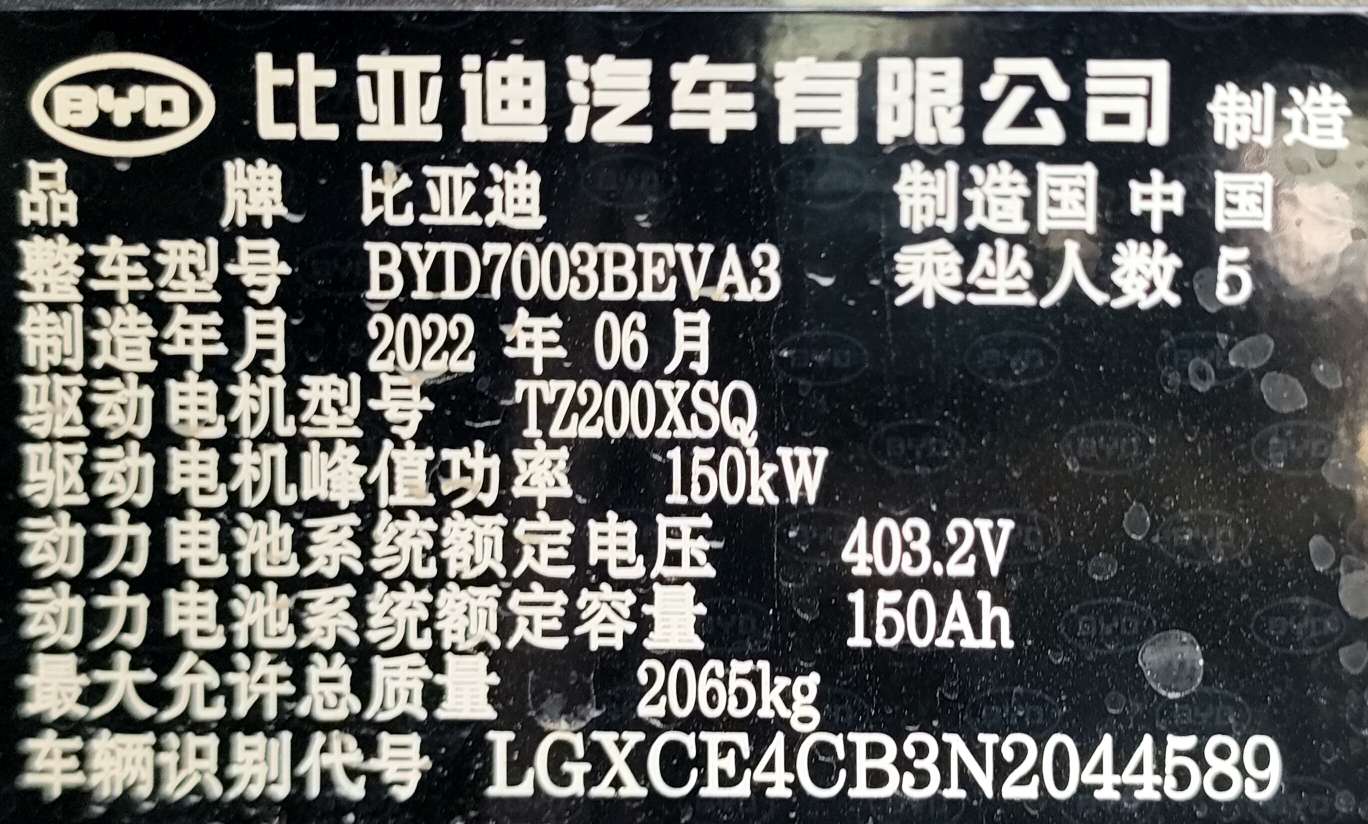 BYD 比亚迪汽车有限公司 制造
品 牌 比亚迪 制造国 中 国
整车型号 BYD7003BEVA3 乘坐人数 5
制造年月 2022 年 06 月
驱动电机型号 TZ200XSQ
驱动电机峰值功率 150kW
动力电池系统额定电压 403.2V
动力电池系统额定容量 150Ah
最大允许总质量 2065kg
车辆识别代号 LGXCE4CB3N2044589